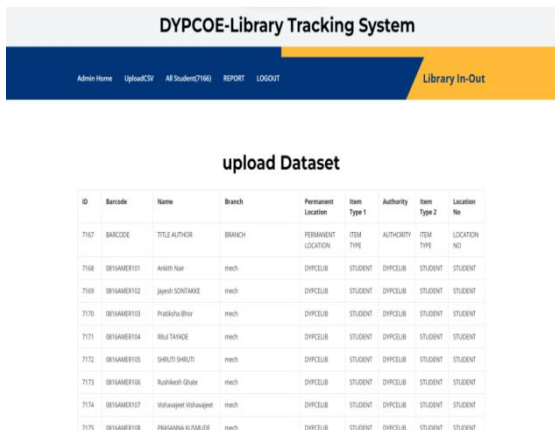 DYPCOE-Library Tracking System
Admin Home UploadCSV All Student(7166) REPORT LOGOUT Library In-Out
upload Dataset
ID Barcode Name Branch Permanent Location Item Type 1 Authority Item Type 2 Location No
7167 BARCODE TITLE AUTHOR BRANCH PERMANENT LOCATION ITEM TYPE AUTHORITY ITEM TYPE LOCATION NO
7168 0816AMER101 Ankith Nair mech DYPCELIB STUDENT DYPCELIB STUDENT STUDENT
7169 0816AMER102 Jayesh SONTAKKE mech DYPCELIB STUDENT DYPCELIB STUDENT STUDENT
7170 0816AMER103 Pratiksha Bhor mech DYPCELIB STUDENT DYPCELIB STUDENT STUDENT
7171 0816AMER104 Ritul TAYADE mech DYPCELIB STUDENT DYPCELIB STUDENT STUDENT
7172 0816AMER105 SHRUTI SHRUTI mech DYPCELIB STUDENT DYPCELIB STUDENT STUDENT
7173 0816AMER106 Rushikesh Ghate mech DYPCELIB STUDENT DYPCELIB STUDENT STUDENT
7174 0816AMER107 Vishavajeet Vishavajeet mech DYPCELIB STUDENT DYPCELIB STUDENT STUDENT
7175 0816AMER108 PRASANNA KUSMUDE mech DYPCELIB STUDENT DYPCELIB STUDENT STUDENT